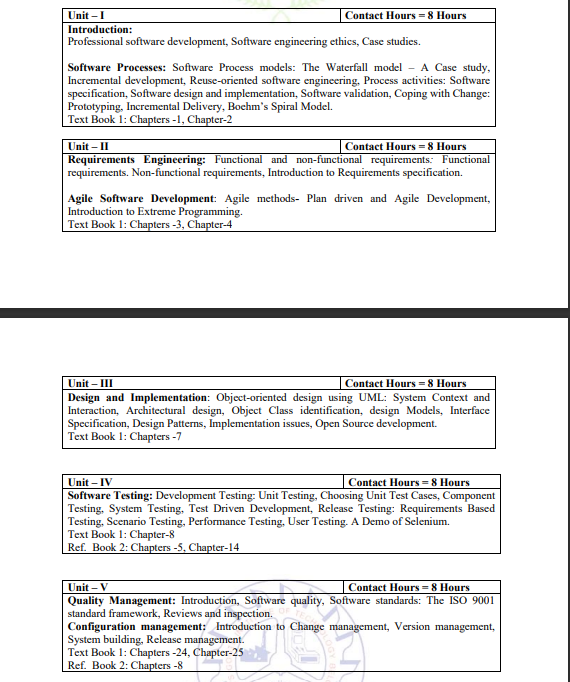 Unit – I Contact Hours = 8 Hours
Introduction:
Professional software development, Software engineering ethics, Case studies.
Software Processes: Software Process models: The Waterfall model – A Case study,
Incremental development, Reuse-oriented software engineering, Process activities: Software
specification, Software design and implementation, Software validation, Coping with Change:
Prototyping, Incremental Delivery, Boehm's Spiral Model.
Text Book 1: Chapters -1, Chapter-2
Unit – II Contact Hours = 8 Hours
Requirements Engineering: Functional and non-functional requirements: Functional
requirements. Non-functional requirements, Introduction to Requirements specification.
Agile Software Development: Agile methods- Plan driven and Agile Development,
Introduction to Extreme Programming.
Text Book 1: Chapters -3, Chapter-4
Unit – III Contact Hours = 8 Hours
Design and Implementation: Object-oriented design using UML: System Context and
Interaction, Architectural design, Object Class identification, design Models, Interface
Specification, Design Patterns, Implementation issues, Open Source development.
Text Book 1: Chapters -7
Unit – IV Contact Hours = 8 Hours
Software Testing: Development Testing: Unit Testing, Choosing Unit Test Cases, Component
Testing, System Testing, Test Driven Development, Release Testing: Requirements Based
Testing, Scenario Testing, Performance Testing, User Testing. A Demo of Selenium.
Text Book 1: Chapter-8
Ref. Book 2: Chapters -5, Chapter-14
Unit – V Contact Hours = 8 Hours
Quality Management: Introduction, Software quality, Software standards: The ISO 9001
standard framework, Reviews and inspection.
Configuration management: Introduction to Change management, Version management,
System building, Release management.
Text Book 1: Chapters -24, Chapter-25
Ref. Book 2: Chapters -8